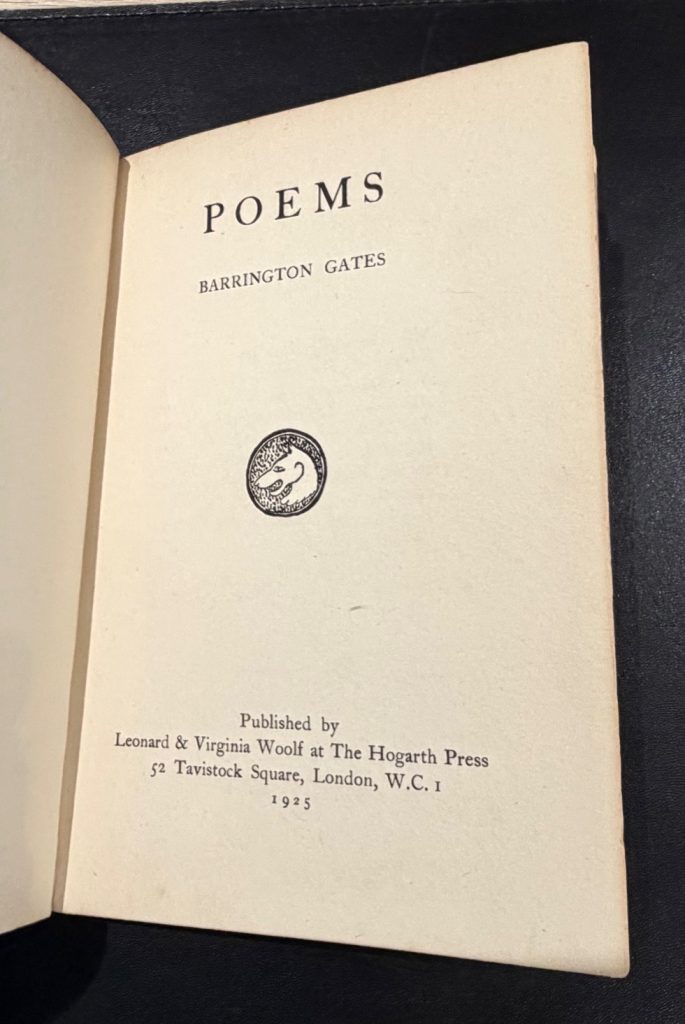 POEMS
BARRINGTON GATES
Published by
Leonard & Virginia Woolf at The Hogarth Press
52 Tavistock Square, London, W.C. 1
1925